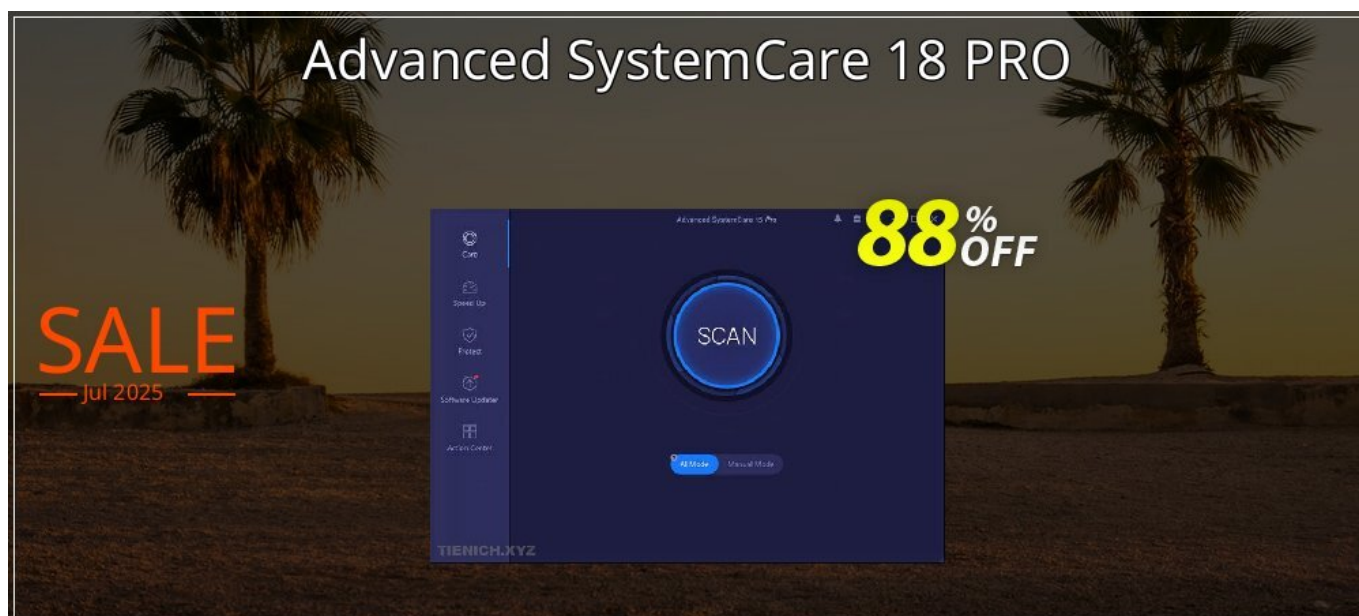 Advanced SystemCare 18 PRO
Advanced SystemCare 15 Pro
88% OFF
Care
Speed Up
Protect
Software Updater
Action Center
SCAN
SALE
Jul 2025
AI Mode
Manual Mode
TIENICH.XYZ